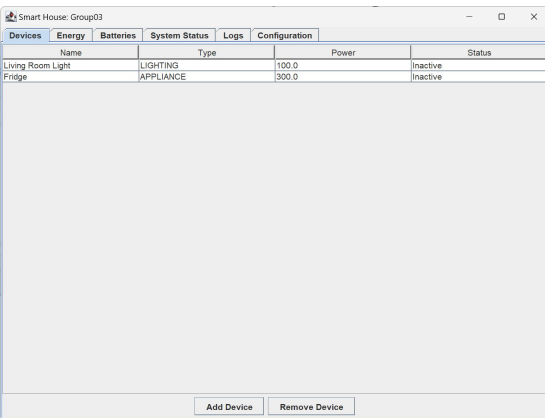 Smart House: Group03
Devices Energy Batteries System Status Logs Configuration
Name Type Power Status
Living Room Light LIGHTING 100.0 Inactive
Fridge APPLIANCE 300.0 Inactive
Add Device Remove Device